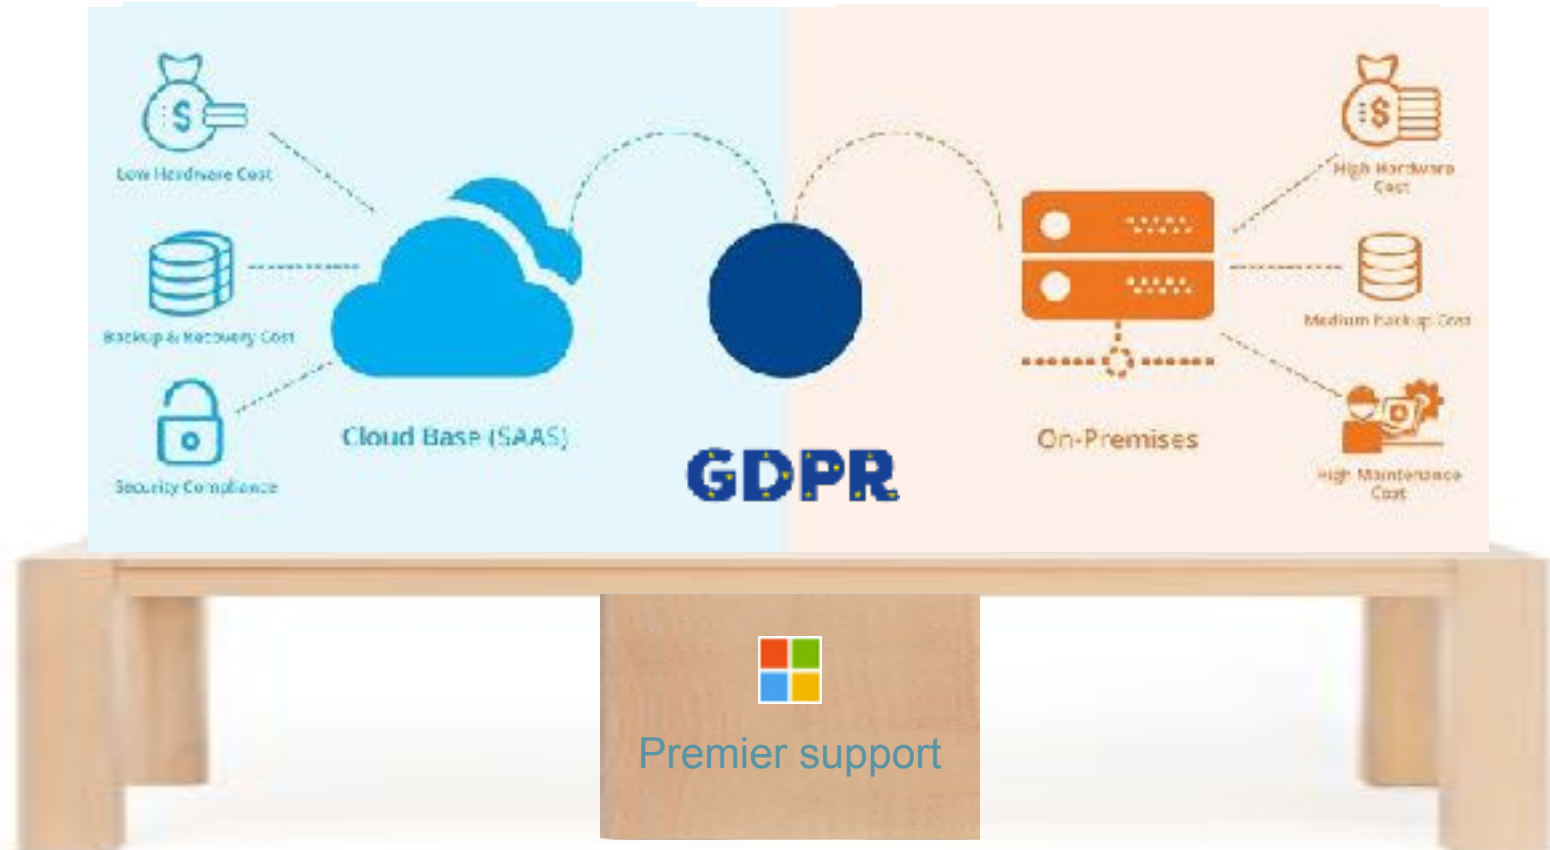 Low Hardware Cost
Backup & Recovery Cost
Security Compliance
Cloud Base (SAAS)
GDPR
On-Premises
High Hardware
Cost
Medium Backup Cost
High Maintenance
Cost
Premier support